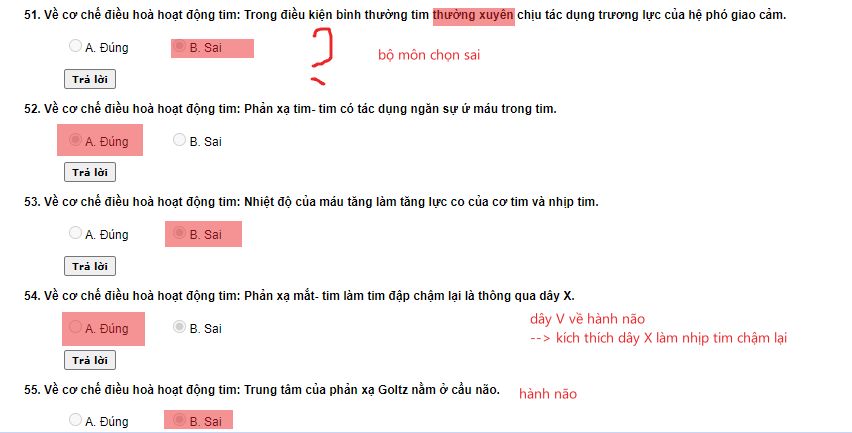 51. Về cơ chế điều hoà hoạt động tim: Trong điều kiện bình thường tim thường xuyên chịu tác dụng trương lực của hệ phó giao cảm.
A. Đúng B. Sai ? bộ môn chọn sai
Trả lời
52. Về cơ chế điều hoà hoạt động tim: Phản xạ tim- tim có tác dụng ngăn sự ứ máu trong tim.
A. Đúng B. Sai
Trả lời
53. Về cơ chế điều hoà hoạt động tim: Nhiệt độ của máu tăng làm tăng lực co của cơ tim và nhịp tim.
A. Đúng B. Sai
Trả lời
54. Về cơ chế điều hoà hoạt động tim: Phản xạ mắt- tim làm tim đập chậm lại là thông qua dây X.
A. Đúng B. Sai dây V về hành não
--> kích thích dây X làm nhịp tim chậm lại
Trả lời
55. Về cơ chế điều hoà hoạt động tim: Trung tâm của phản xạ Goltz nằm ở cầu não. hành não
A. Đúng B. Sai